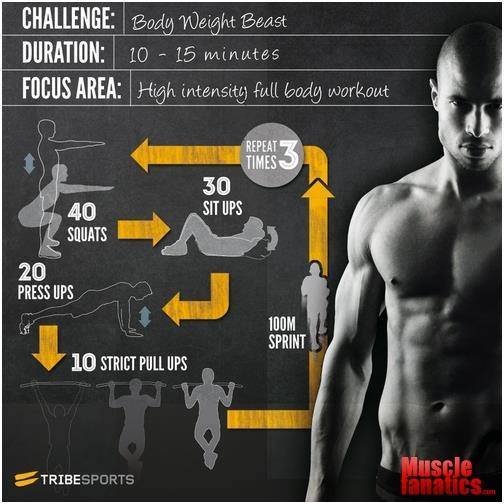 CHALLENGE: Body Weight Beast
DURATION: 10 - 15 minutes
FOCUS AREA: High intensity full body workout
REPEAT
TIMES 3
40
SQUATS
30
SIT UPS
20
PRESS UPS
100M
SPRINT
10 STRICT PULL UPS
TRIBESPORTS
Muscle
fanatics.com